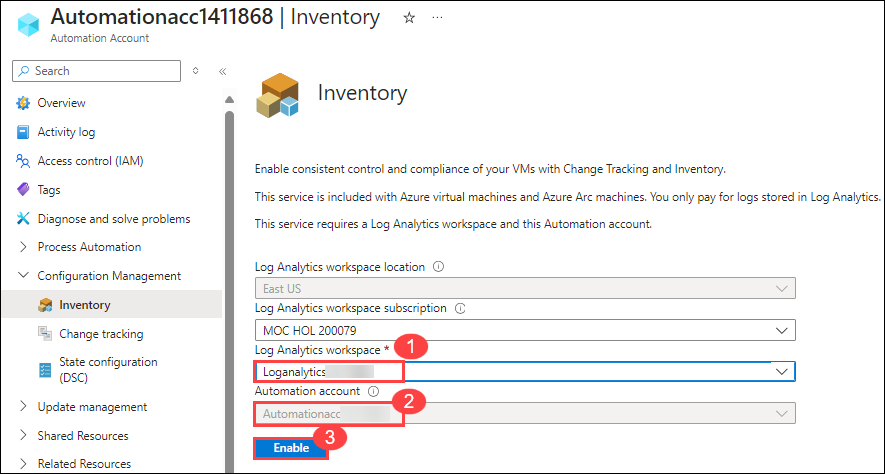 Automationacc1411868 | Inventory ☆ ...
Automation Account
Search
Overview
Activity log
Access control (IAM)
Tags
Diagnose and solve problems
Process Automation
Configuration Management
Inventory
Change tracking
State configuration
(DSC)
Update management
Shared Resources
Related Resources
Inventory
Enable consistent control and compliance of your VMs with Change Tracking and Inventory.
This service is included with Azure virtual machines and Azure Arc machines. You only pay for logs stored in Log Analytics.
This service requires a Log Analytics workspace and this Automation account.
Log Analytics workspace location
East US
Log Analytics workspace subscription
MOC HOL 200079
Log Analytics workspace * 1
Loganalytics
Automation account 2
Automationacc
3
Enable